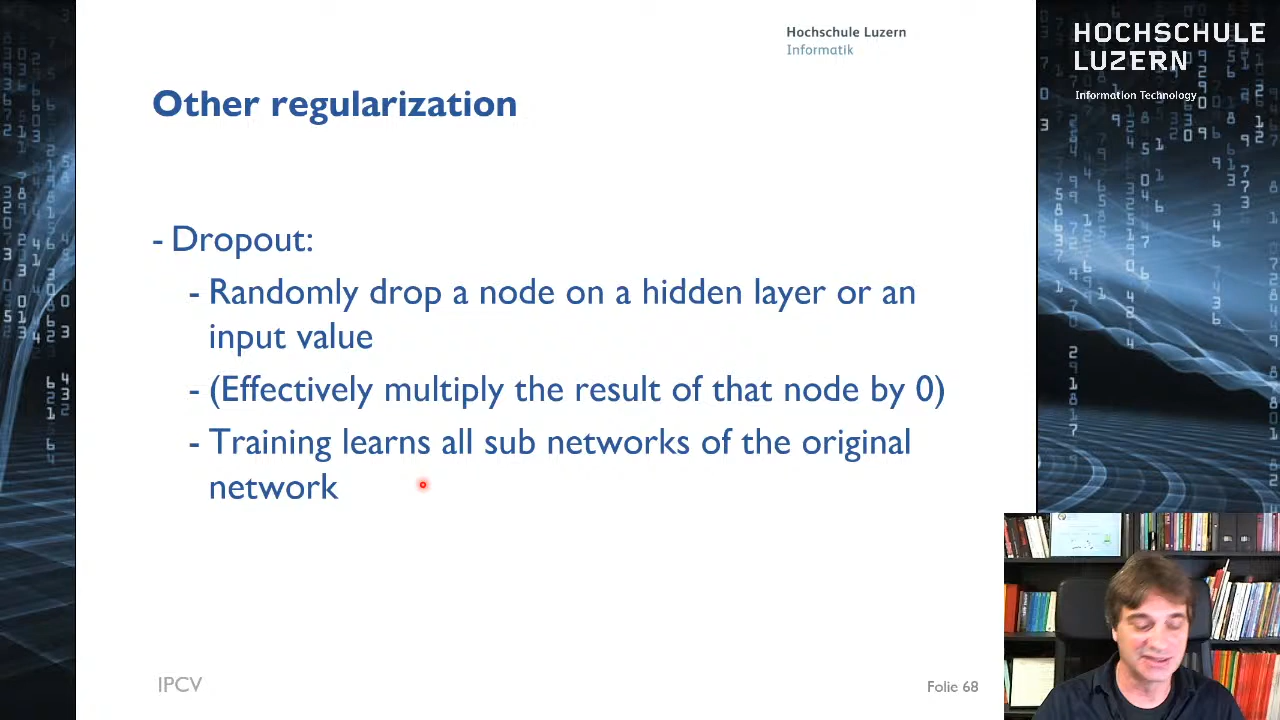 Hochschule Luzern
Informatik
HOCHSCHULE
LUZERN
Information Technology
Other regularization
- Dropout:
- Randomly drop a node on a hidden layer or an
input value
- (Effectively multiply the result of that node by 0)
- Training learns all sub networks of the original
network
IPCV
Folie 68